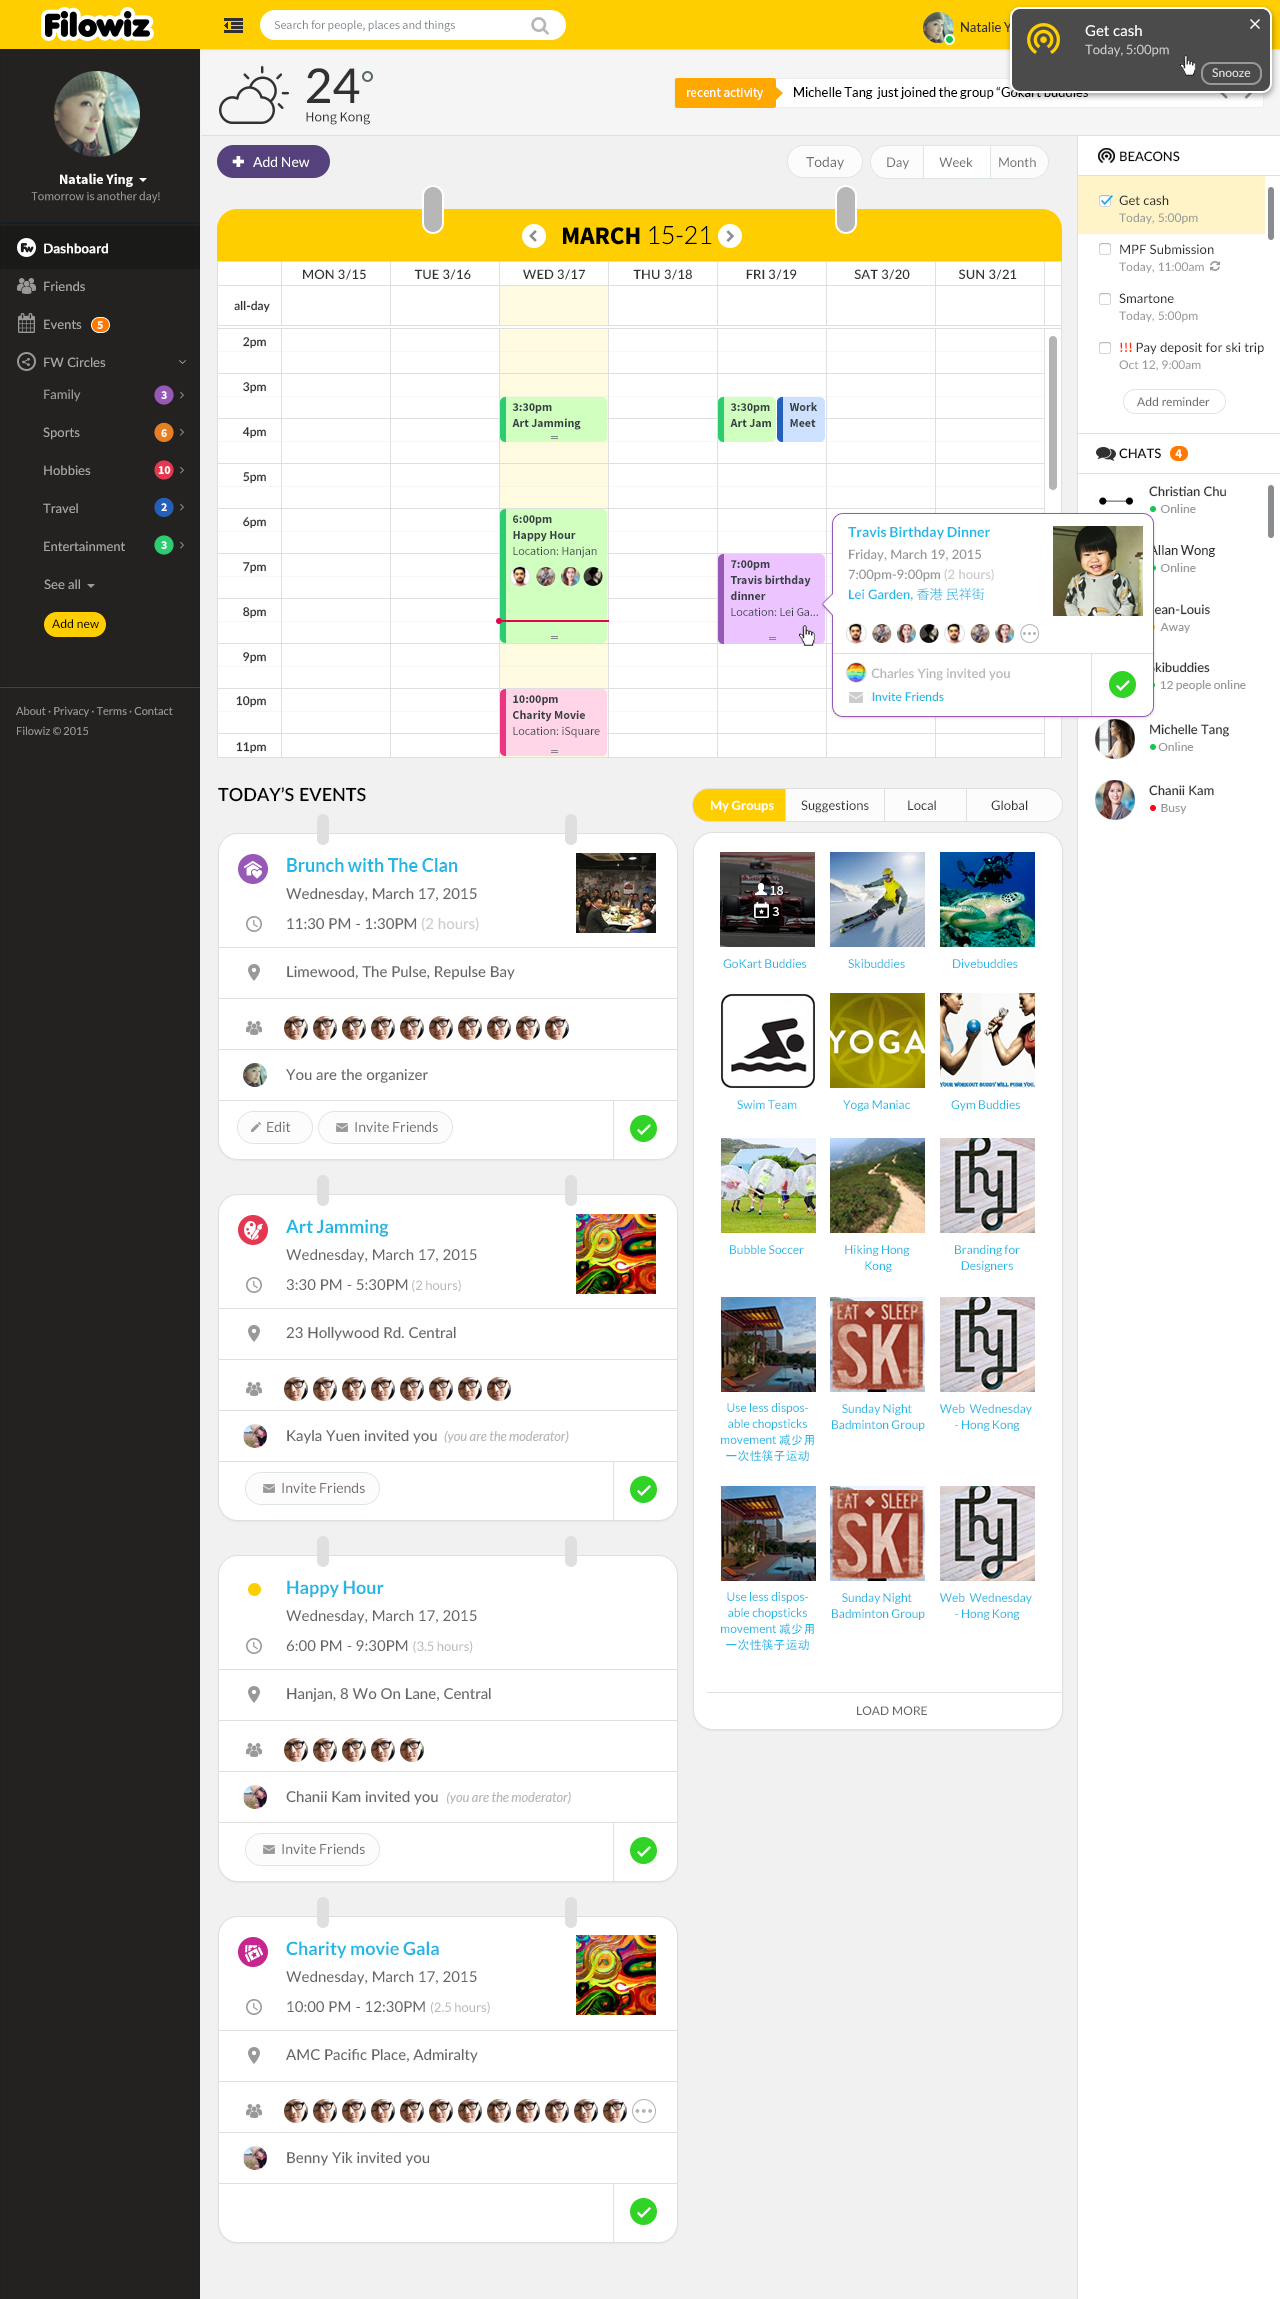 Filowiz
Search for people, places and things
Natalie Y
Get cash
Today, 5:00pm
Snooze
24°
Hong Kong
recent activity
Michelle Tang just joined the group “Gokart buddies
Natalie Ying
Tomorrow is another day!
Dashboard
Friends
Events 5
FW Circles
Family 3
Sports 6
Hobbies 10
Travel 2
Entertainment 3
See all
Add new
About · Privacy · Terms · Contact
Filowiz © 2015
Add New
Today
Day Week Month
MARCH 15-21
MON 3/15 TUE 3/16 WED 3/17 THU 3/18 FRI 3/19 SAT 3/20 SUN 3/21
all-day
2pm
3pm
4pm
5pm
6pm
7pm
8pm
9pm
10pm
11pm
3:30pm
Art Jamming
6:00pm
Happy Hour
Location: Hanjan
10:00pm
Charity Movie
Location: iSquare
3:30pm
Art Jam
Work
Meet
7:00pm
Travis birthday
dinner
Location: Lei Ga...
Travis Birthday Dinner
Friday, March 19, 2015
7:00pm-9:00pm (2 hours)
Lei Garden, 香港 民祥街
Charles Ying invited you
Invite Friends
BEACONS
Get cash
Today, 5:00pm
MPF Submission
Today, 11:00am
Smartone
Today, 5:00pm
!!! Pay deposit for ski trip
Oct 12, 9:00am
Add reminder
CHATS 4
Christian Chu
Online
Allan Wong
Online
ean-Louis
Away
kibuddies
12 people online
Michelle Tang
Online
Chanii Kam
Busy
TODAY’S EVENTS
Brunch with The Clan
Wednesday, March 17, 2015
11:30 PM - 1:30PM (2 hours)
Limewood, The Pulse, Repulse Bay
You are the organizer
Edit
Invite Friends
Art Jamming
Wednesday, March 17, 2015
3:30 PM - 5:30PM (2 hours)
23 Hollywood Rd. Central
Kayla Yuen invited you (you are the moderator)
Invite Friends
Happy Hour
Wednesday, March 17, 2015
6:00 PM - 9:30PM (3.5 hours)
Hanjan, 8 Wo On Lane, Central
Chanii Kam invited you (you are the moderator)
Invite Friends
Charity movie Gala
Wednesday, March 17, 2015
10:00 PM - 12:30PM (2.5 hours)
AMC Pacific Place, Admiralty
Benny Yik invited you
My Groups Suggestions Local Global
18
3
GoKart Buddies
Skibuddies
Divebuddies
Swim Team
YOGA
Yoga Maniac
YOUR WORKOUT BUDDY WILL PUSH YOU.
Gym Buddies
Bubble Soccer
Hiking Hong
Kong
hy
Branding for
Designers
Use less dispos-
able chopsticks
movement 减少用
一次性筷子运动
EAT SLEEP
SKI
Sunday Night
Badminton Group
hy
Web Wednesday
- Hong Kong
Use less dispos-
able chopsticks
movement 减少用
一次性筷子运动
EAT SLEEP
SKI
Sunday Night
Badminton Group
hy
Web Wednesday
- Hong Kong
LOAD MORE